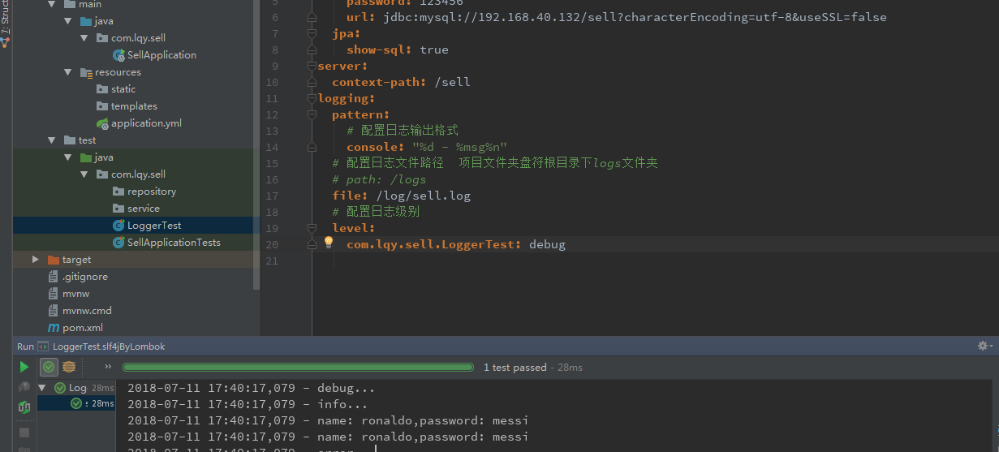 7: Struct
main
java
com.lqy.sell
SellApplication
resources
static
templates
application.yml
test
java
com.lqy.sell
repository
service
LoggerTest
SellApplicationTests
target
.gitignore
mvnw
mvnw.cmd
pom.xml
5 password: 123456
6 url: jdbc:mysql://192.168.40.132/sell?characterEncoding=utf-8&useSSL=false
7 jpa:
8 show-sql: true
9 server:
10 context-path: /sell
11 logging:
12 pattern:
13 # 配置日志输出格式
14 console: "%d - %msg%n"
15 # 配置日志文件路径 项目文件夹盘符根目录下logs文件夹
16 # path: /logs
17 file: /log/sell.log
18 # 配置日志级别
19 level:
20 com.lqy.sell.LoggerTest: debug
21
Run LoggerTest.slf4jByLombok
1 test passed - 28ms
Log 28ms
s 28ms
2018-07-11 17:40:17,079 - debug...
2018-07-11 17:40:17,079 - info...
2018-07-11 17:40:17,079 - name: ronaldo,password: messi
2018-07-11 17:40:17,079 - name: ronaldo,password: messi
2018-07-11 17:40:17,079 - error...